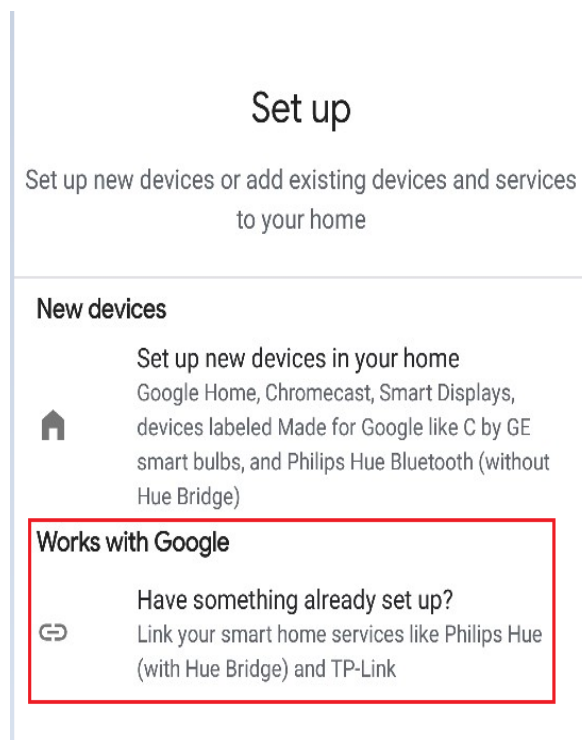 Set up
Set up new devices or add existing devices and services
to your home
New devices
Set up new devices in your home
Google Home, Chromecast, Smart Displays,
devices labeled Made for Google like C by GE
smart bulbs, and Philips Hue Bluetooth (without
Hue Bridge)
Works with Google
Have something already set up?
Link your smart home services like Philips Hue
(with Hue Bridge) and TP-Link